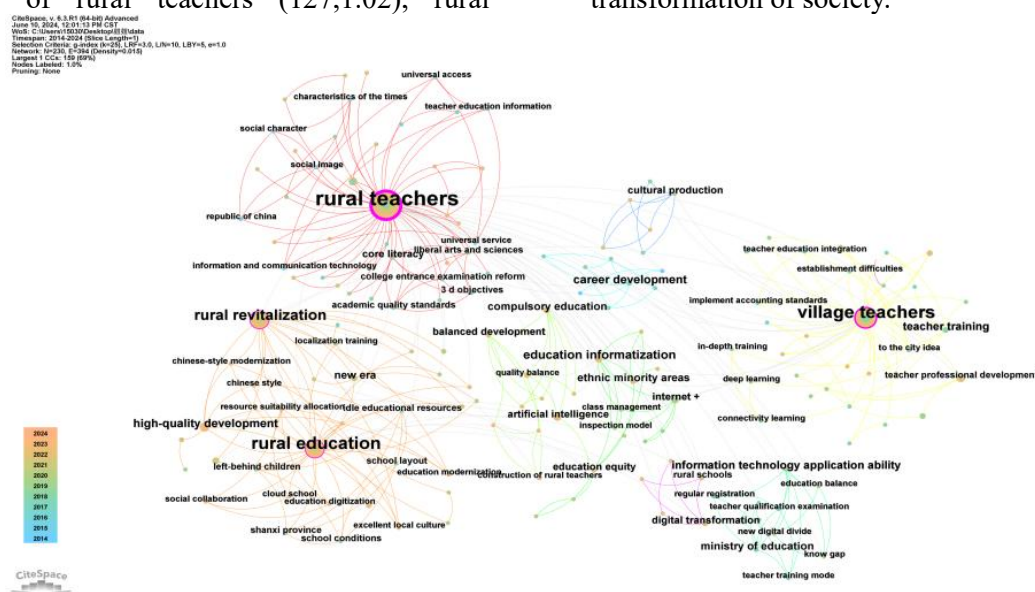 of rural teachers (127,1.02), rural
transformation of society.
CiteSpace, v. 6.3.R1 (64-bit) Advanced
June 10, 2024, 12:01:13 PM CST
WoS: C:\Users\15030\Desktop\目目\data
Timespan: 2014-2024 (Slice Length=1)
Selection Criteria: g-index (k=25), LRF=3.0, L/N=10, LBY=5, e=1.0
Network: N=230, E=394 (Density=0.015)
Largest 1 CCs: 159 (69%)
Nodes Labeled: 1.0%
Pruning: None
universal access
characteristics of the times
teacher education information
social character
social image
cultural production
rural teachers
republic of china
universal service
core literacy
liberal arts and sciences
teacher education integration
information and communication technology
establishment difficulties
college entrance examination reform
career development
3 d objectives
academic quality standards
compulsory education
implement accounting standards
rural revitalization
village teachers
balanced development
teacher training
localization training
in-depth training
to the city idea
education informatization
chinese-style modernization
quality balance
new era
ethnic minority areas
deep learning
teacher professional development
chinese style
internet +
resource suitability allocation
idle educational resources
class management
artificial intelligence
connectivity learning
high-quality development
inspection model
rural education
left-behind children
school layout
education modernization
education equity
construction of rural teachers
information technology application ability
rural schools
education balance
cloud school
social collaboration
education digitization
regular registration
teacher qualification examination
excellent local culture
digital transformation
shanxi province
new digital divide
school conditions
ministry of education
know gap
teacher training mode
2024
2023
2022
2021
2020
2019
2018
2017
2016
2015
2014
CiteSpace